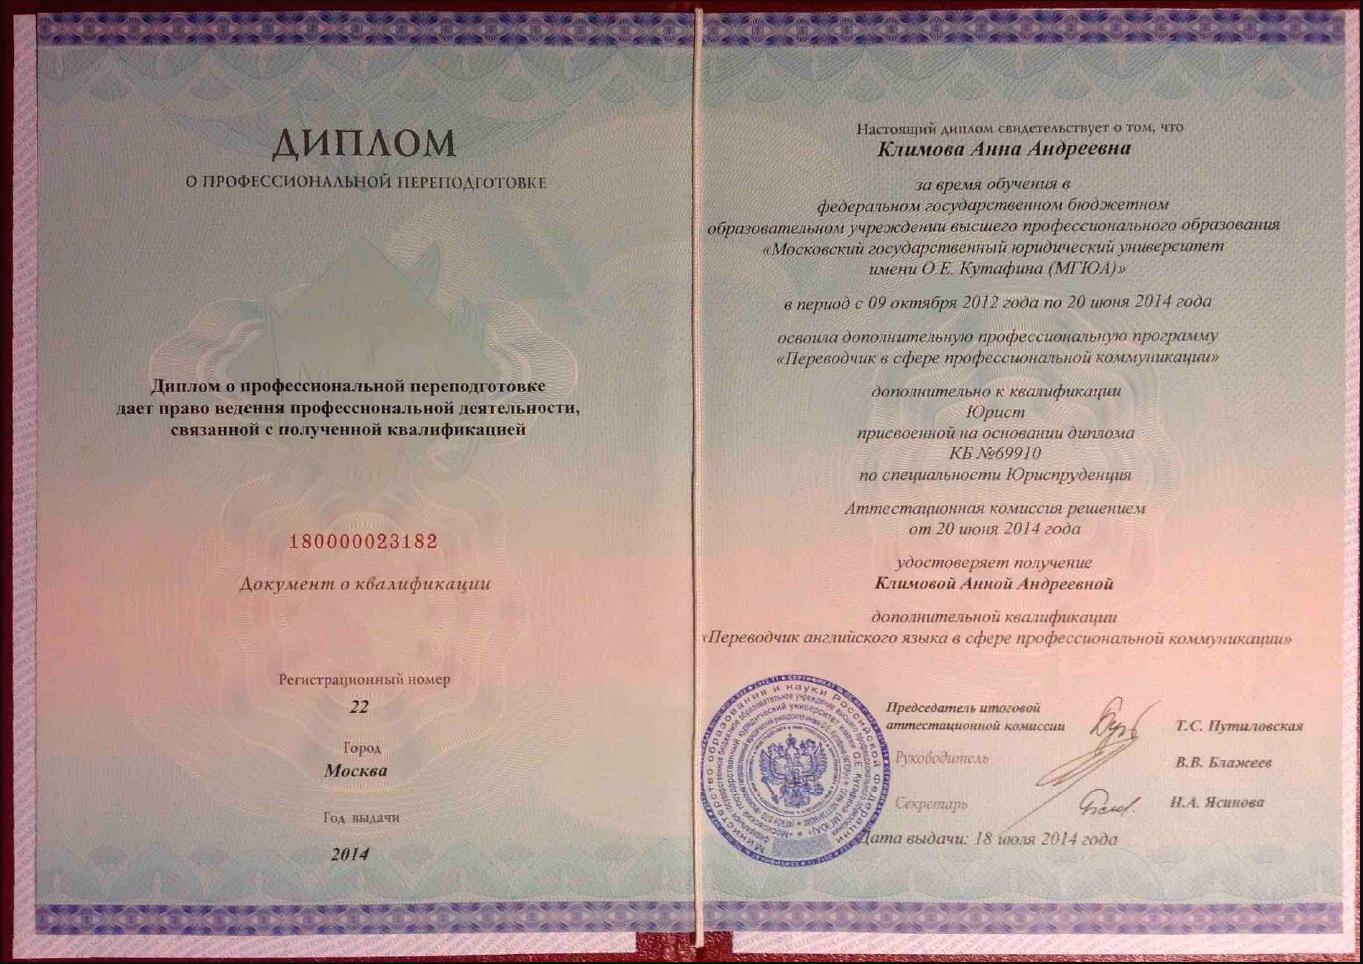 ДИПЛОМ
О ПРОФЕССИОНАЛЬНОЙ ПЕРЕПОДГОТОВКЕ
Диплом о профессиональной переподготовке
дает право ведения профессиональной деятельности,
связанной с полученной квалификацией
180000023182
Документ о квалификации
Регистрационный номер
22
Город
Москва
Год выдачи
2014
Настоящий диплом свидетельствует о том, что
Климова Анна Андреевна
за время обучения в
федеральном государственном бюджетном
образовательном учреждении высшего профессионального образования
«Московский государственный юридический университет
имени О.Е. Кутафина (МГЮА)»
в период с 09 октября 2012 года по 20 июня 2014 года
освоила дополнительную профессиональную программу
«Переводчик в сфере профессиональной коммуникации»
дополнительно к квалификации
Юрист
присвоенной на основании диплома
КБ №69910
по специальности Юриспруденция
Аттестационная комиссия решением
от 20 июня 2014 года
удостоверяет получение
Климовой Анной Андреевной
дополнительной квалификации
«Переводчик английского языка в сфере профессиональной коммуникации»
Председатель итоговой
аттестационной комиссии Т.С. Путиловская
Руководитель В.В. Блажеев
Секретарь Н.А. Ясинова
Дата выдачи: 18 июля 2014 года
Министерство образования и науки Российской Федерации